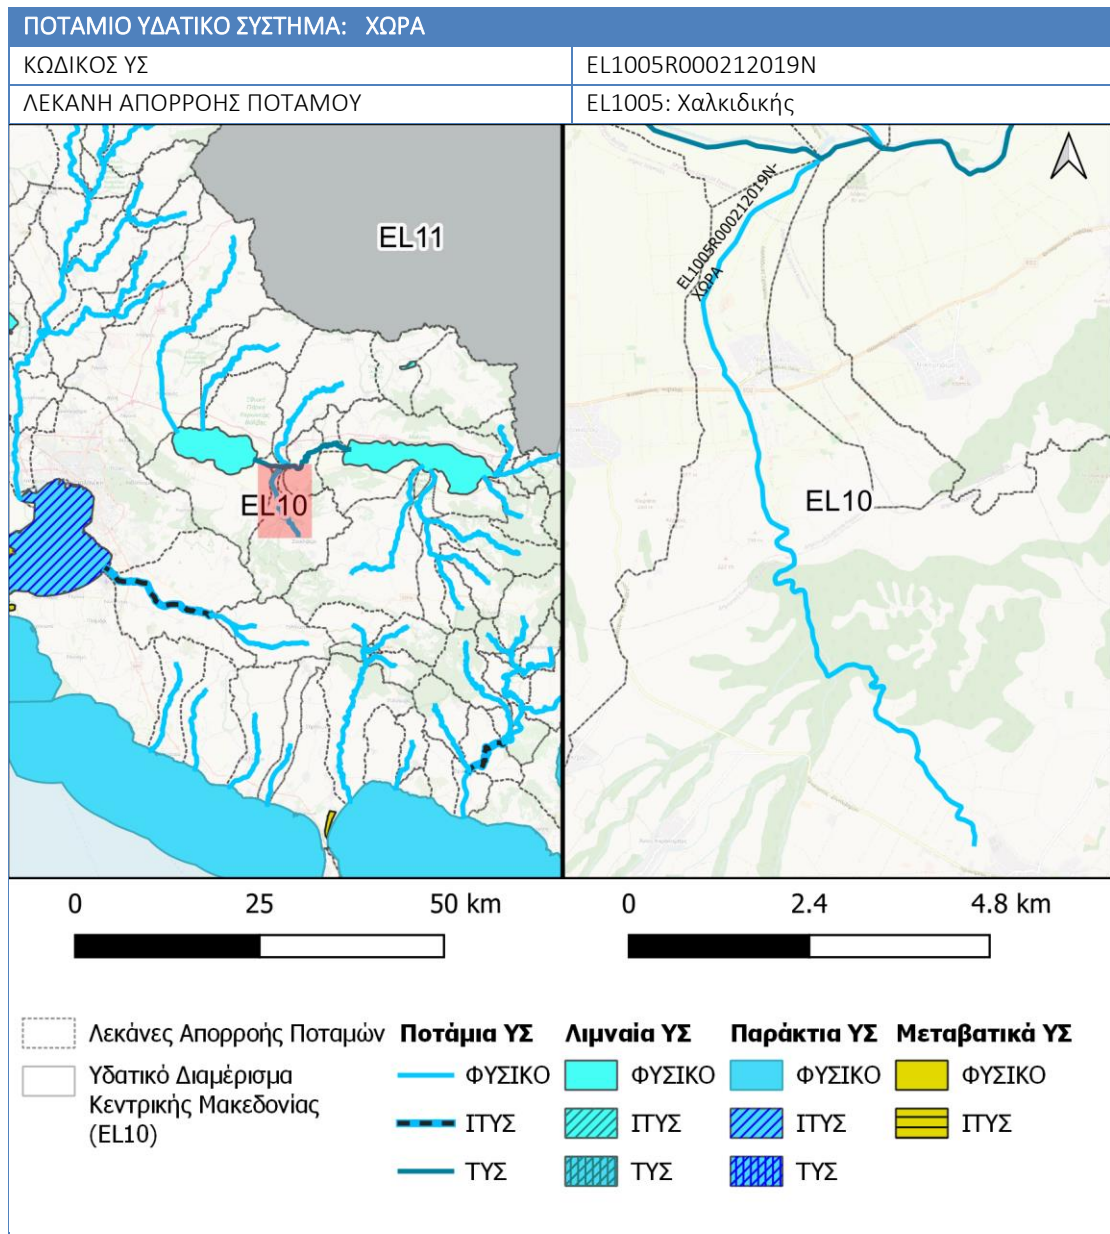 ΠΟΤΑΜΙΟ ΥΔΑΤΙΚΟ ΣΥΣΤΗΜΑ: ΧΩΡΑ
ΚΩΔΙΚΟΣ ΥΣ EL1005R000212019N
ΛΕΚΑΝΗ ΑΠΟΡΡΟΗΣ ΠΟΤΑΜΟΥ EL1005: Χαλκιδικής
EL11
EL10
EL1005R000212019N-
ΧΩΡΑ
EL10
0 25 50 km
0 2.4 4.8 km
Λεκάνες Απορροής Ποταμών
Υδατικό Διαμέρισμα
Κεντρικής Μακεδονίας
(EL10)
Ποτάμια ΥΣ
ΦΥΣΙΚΟ
ΙΤΥΣ
ΤΥΣ
Λιμναία ΥΣ
ΦΥΣΙΚΟ
ΙΤΥΣ
ΤΥΣ
Παράκτια ΥΣ
ΦΥΣΙΚΟ
ΙΤΥΣ
ΤΥΣ
Μεταβατικά ΥΣ
ΦΥΣΙΚΟ
ΙΤΥΣ